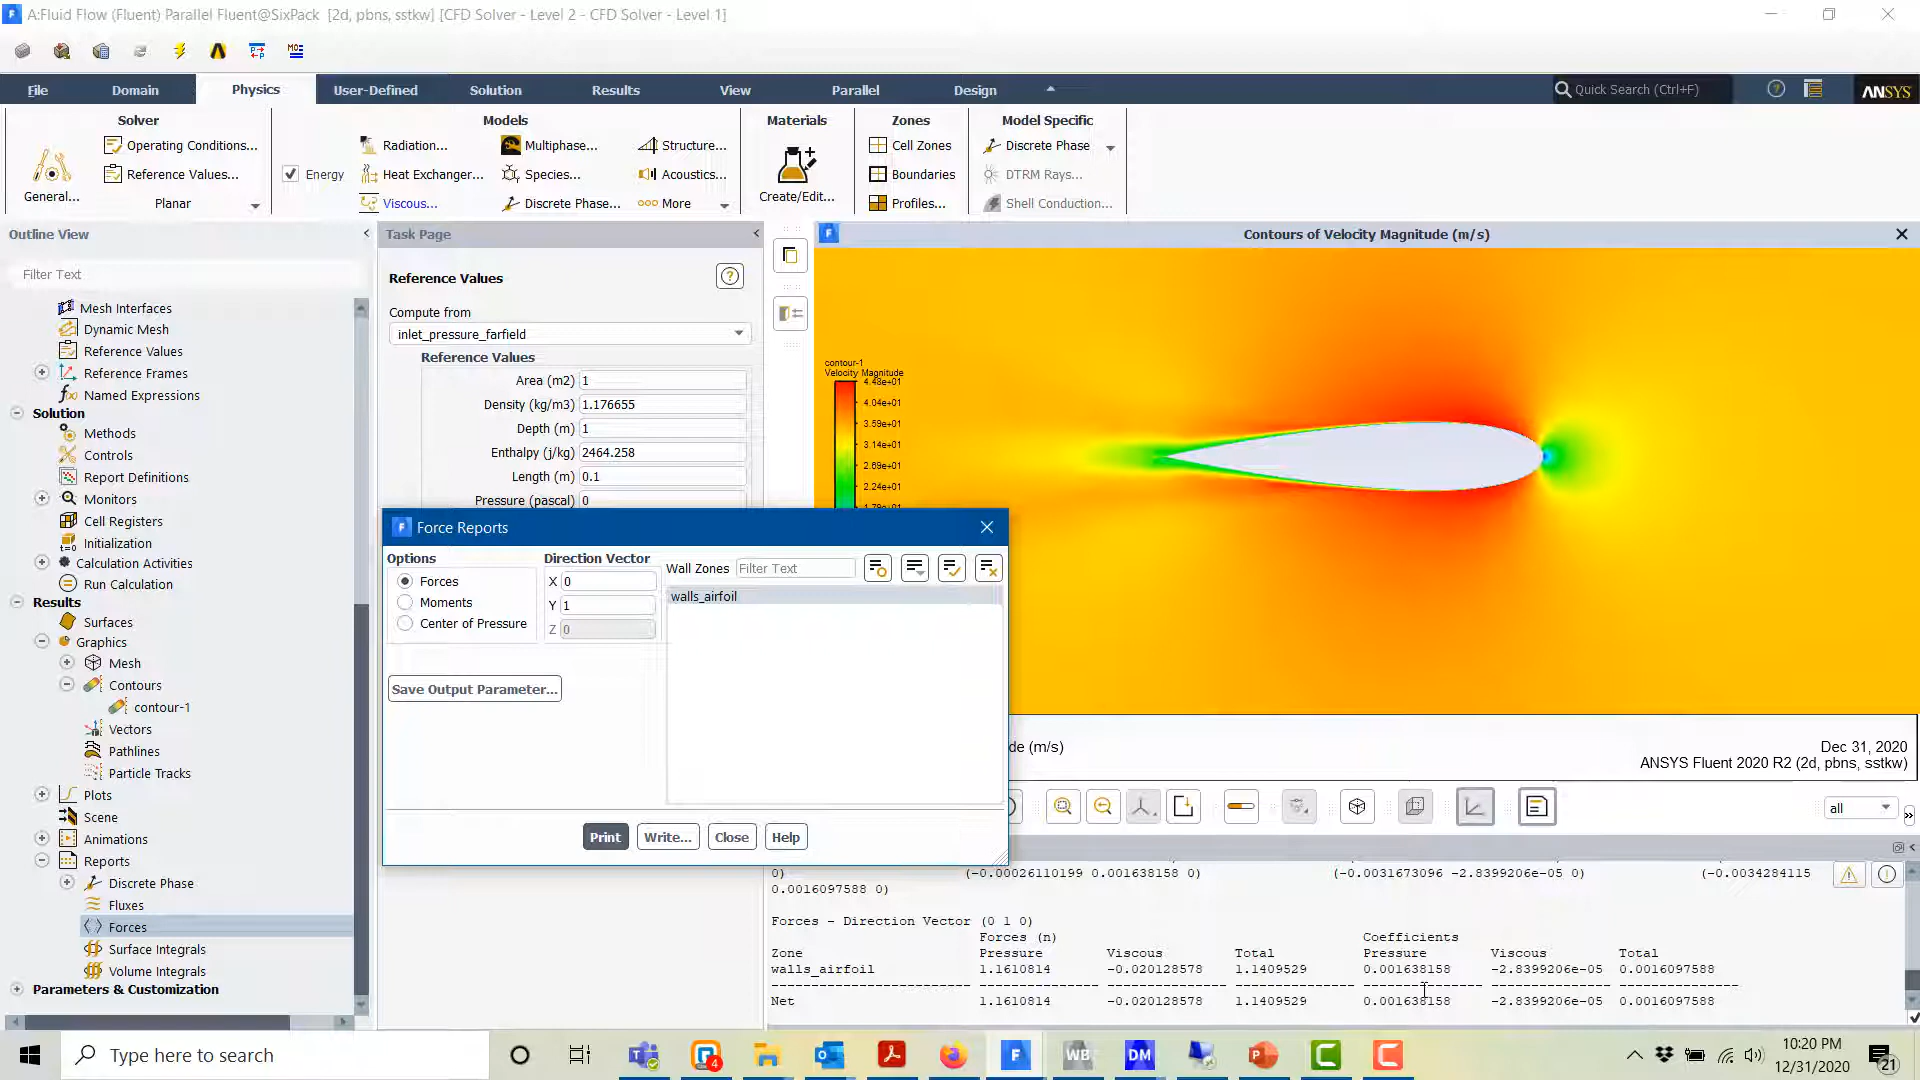 A:Fluid Flow (Fluent) Parallel Fluent@SixPack [2d, pbns, sstkw] [CFD Solver - Level 2 - CFD Solver - Level 1]
File Domain Physics User-Defined Solution Results View Parallel Design Quick Search (Ctrl+F) ANSYS
Solver Models Materials Zones Model Specific
Operating Conditions... Radiation... Multiphase... Structure... Cell Zones Discrete Phase
Reference Values... Energy Heat Exchanger... Species... Acoustics... Boundaries DTRM Rays...
General... Planar Viscous... Discrete Phase... More Create/Edit... Profiles... Shell Conduction...
Outline View
Filter Text
Mesh Interfaces
Dynamic Mesh
Reference Values
Reference Frames
Named Expressions
Solution
Methods
Controls
Report Definitions
Monitors
Cell Registers
Initialization
Calculation Activities
Run Calculation
Results
Surfaces
Graphics
Mesh
Contours
contour-1
Vectors
Pathlines
Particle Tracks
Plots
Scene
Animations
Reports
Discrete Phase
Fluxes
Forces
Surface Integrals
Volume Integrals
Parameters & Customization
Task Page
Reference Values
Compute from
inlet_pressure_farfield
Reference Values
Area (m2) 1
Density (kg/m3) 1.176655
Depth (m) 1
Enthalpy (j/kg) 2464.258
Length (m) 0.1
Pressure (pascal) 0
Force Reports
Options Direction Vector Wall Zones Filter Text
Forces X 0
Moments Y 1
Center of Pressure Z 0
walls_airfoil
Save Output Parameter...
Print Write... Close Help
Contours of Velocity Magnitude (m/s)
contour-1
Velocity Magnitude
4.48e+01
4.04e+01
3.59e+01
3.14e+01
2.69e+01
2.24e+01
de (m/s) Dec 31, 2020
ANSYS Fluent 2020 R2 (2d, pbns, sstkw)
all
0) (-0.00026110199 0.001638158 0) (-0.0031673096 -2.8399206e-05 0) (-0.0034284115
0.0016097588 0)
Forces - Direction Vector (0 1 0)
Forces (n) Coefficients
Zone Pressure Viscous Total Pressure Viscous Total
walls_airfoil 1.1610814 -0.020128578 1.1409529 0.001638158 -2.8399206e-05 0.0016097588
Net 1.1610814 -0.020128578 1.1409529 0.001638158 -2.8399206e-05 0.0016097588
Type here to search
WB DM
4
10:20 PM
12/31/2020
21